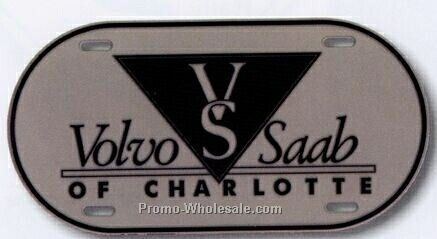 VS
Volvo Saab
OF CHARLOTTE
Promo-Wholesale.com